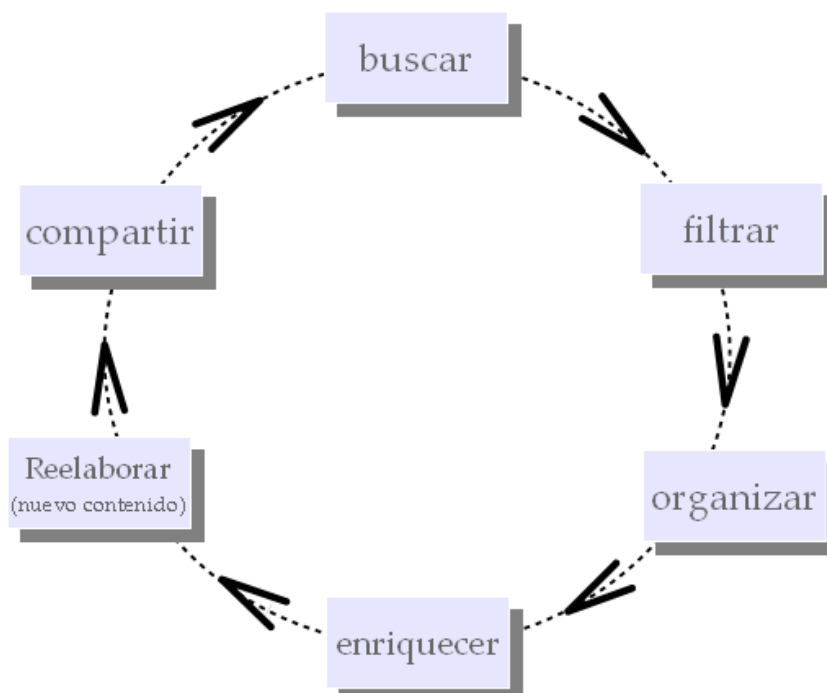 buscar
filtrar
organizar
enriquecer
Reelaborar
(nuevo contenido)
compartir